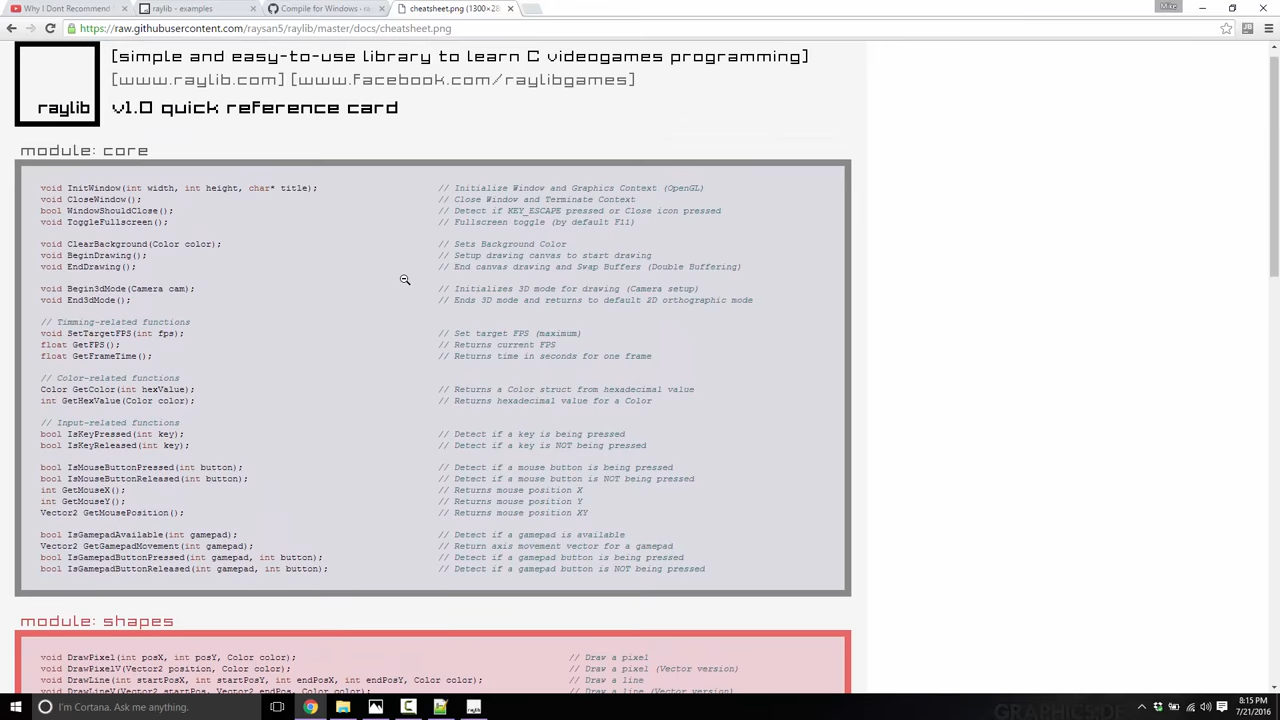 Why I Dont Recommen
raylib - examples
Compile for Windows · ra
cheatsheet.png (1300×28
Mike
https://raw.githubusercontent.com/raysan5/raylib/master/docs/cheatsheet.png
raylib
[simple and easy-to-use library to learn C videogames programming]
[www.raylib.com] [www.facebook.com/raylibgames]
v1.0 quick reference card
module: core
void InitWindow(int width, int height, char* title); // Initialize Window and Graphics Context (OpenGL)
void CloseWindow(); // Close Window and Terminate Context
bool WindowShouldClose(); // Detect if KEY_ESCAPE pressed or Close icon pressed
void ToggleFullscreen(); // Fullscreen toggle (by default F11)
void ClearBackground(Color color); // Sets Background Color
void BeginDrawing(); // Setup drawing canvas to start drawing
void EndDrawing(); // End canvas drawing and Swap Buffers (Double Buffering)
void Begin3dMode(Camera cam); // Initializes 3D mode for drawing (Camera setup)
void End3dMode(); // Ends 3D mode and returns to default 2D orthographic mode
// Timming-related functions
void SetTargetFPS(int fps); // Set target FPS (maximum)
float GetFPS(); // Returns current FPS
float GetFrameTime(); // Returns time in seconds for one frame
// Color-related functions
Color GetColor(int hexValue); // Returns a Color struct from hexadecimal value
int GetHexValue(Color color); // Returns hexadecimal value for a Color
// Input-related functions
bool IsKeyPressed(int key); // Detect if a key is being pressed
bool IsKeyReleased(int key); // Detect if a key is NOT being pressed
bool IsMouseButtonPressed(int button); // Detect if a mouse button is being pressed
bool IsMouseButtonReleased(int button); // Detect if a mouse button is NOT being pressed
int GetMouseX(); // Returns mouse position X
int GetMouseY(); // Returns mouse position Y
Vector2 GetMousePosition(); // Returns mouse position XY
bool IsGamepadAvailable(int gamepad); // Detect if a gamepad is available
Vector2 GetGamepadMovement(int gamepad); // Return axis movement vector for a gamepad
bool IsGamepadButtonPressed(int gamepad, int button); // Detect if a gamepad button is being pressed
bool IsGamepadButtonReleased(int gamepad, int button); // Detect if a gamepad button is NOT being pressed
module: shapes
void DrawPixel(int posX, int posY, Color color); // Draw a pixel
void DrawPixelV(Vector2 position, Color color); // Draw a pixel (Vector version)
void DrawLine(int startPosX, int startPosY, int endPosX, int endPosY, Color color); // Draw a line
void DrawLineV(Vector2 startPos, Vector2 endPos, Color color); // Draw a line (Vector version)
I'm Cortana. Ask me anything.
raylib
8:15 PM
7/21/2016